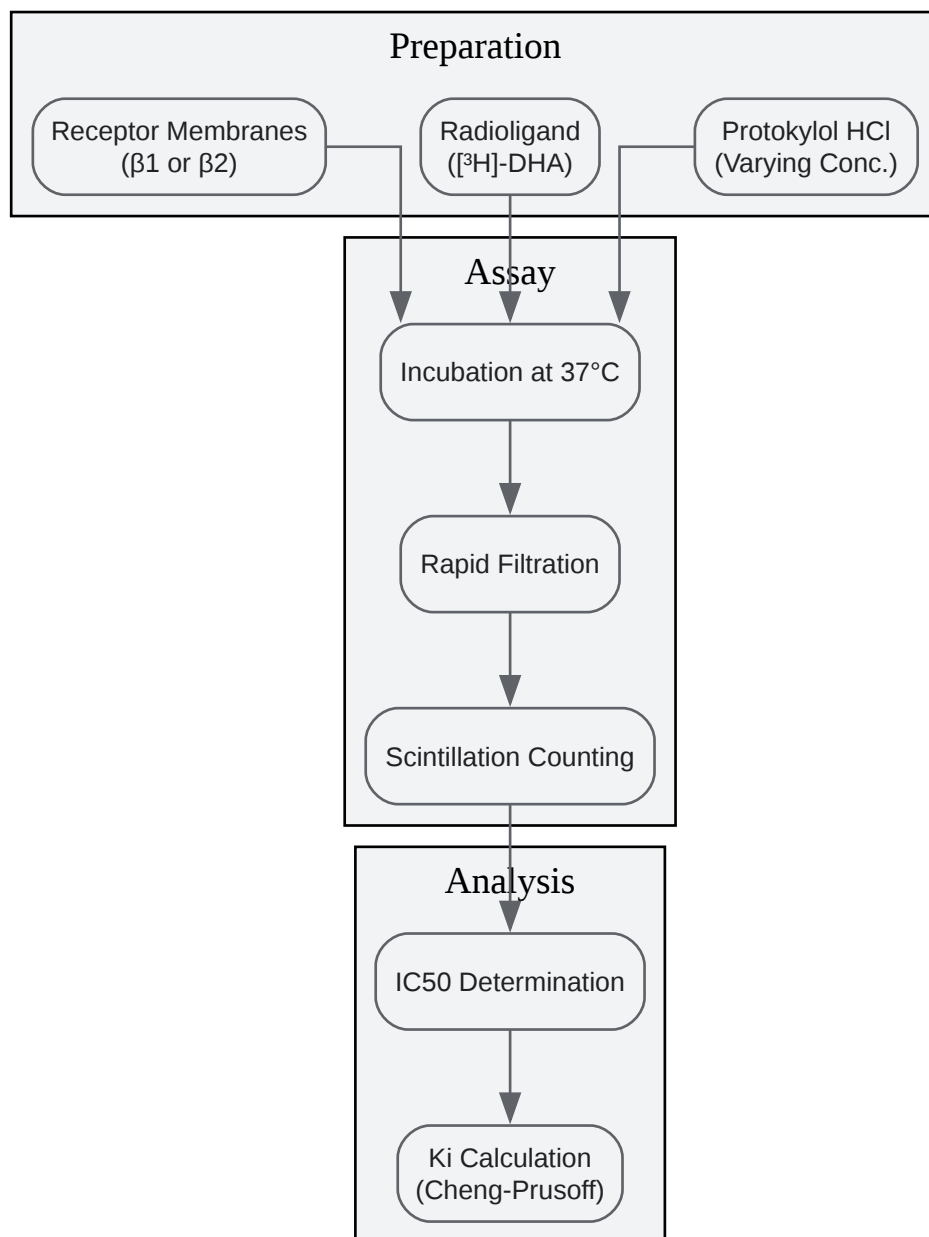 Preparation
Receptor Membranes
(β1 or β2)
Radioligand
([³H]-DHA)
Protokylol HCl
(Varying Conc.)
Assay
Incubation at 37°C
Rapid Filtration
Scintillation Counting
Analysis
IC50 Determination
Ki Calculation
(Cheng-Prusoff)